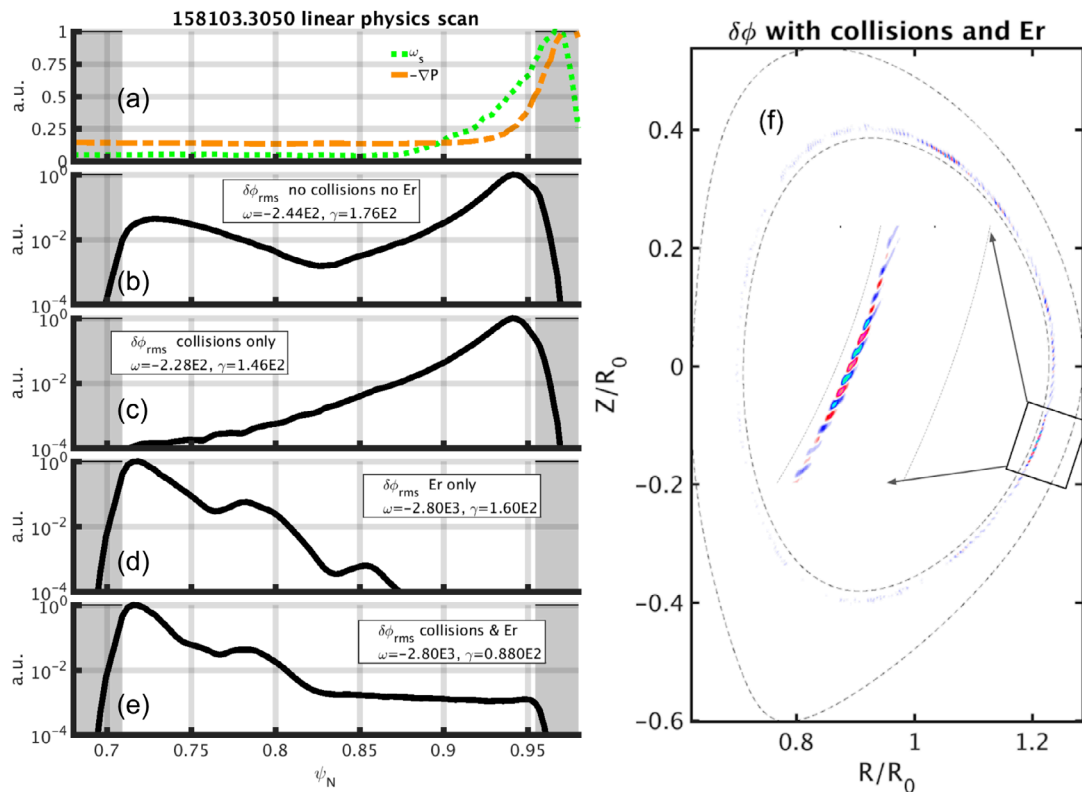 158103.3050 linear physics scan
a.u.
1
0.75
0.5
0.25
0
(a)
ω_s
-∇P
a.u.
10^0
10^-2
10^-4
(b)
δϕ_rms no collisions no Er
ω=-2.44E2, γ=1.76E2
a.u.
10^0
10^-2
10^-4
(c)
δϕ_rms collisions only
ω=-2.28E2, γ=1.46E2
a.u.
10^0
10^-2
10^-4
(d)
δϕ_rms Er only
ω=-2.80E3, γ=1.60E2
a.u.
10^0
10^-2
10^-4
(e)
δϕ_rms collisions & Er
ω=-2.80E3, γ=0.880E2
0.7 0.75 0.8 0.85 0.9 0.95
ψ_N
δϕ with collisions and Er
(f)
Z/R_0
0.4
0.2
0
-0.2
-0.4
-0.6
0.8 1 1.2
R/R_0